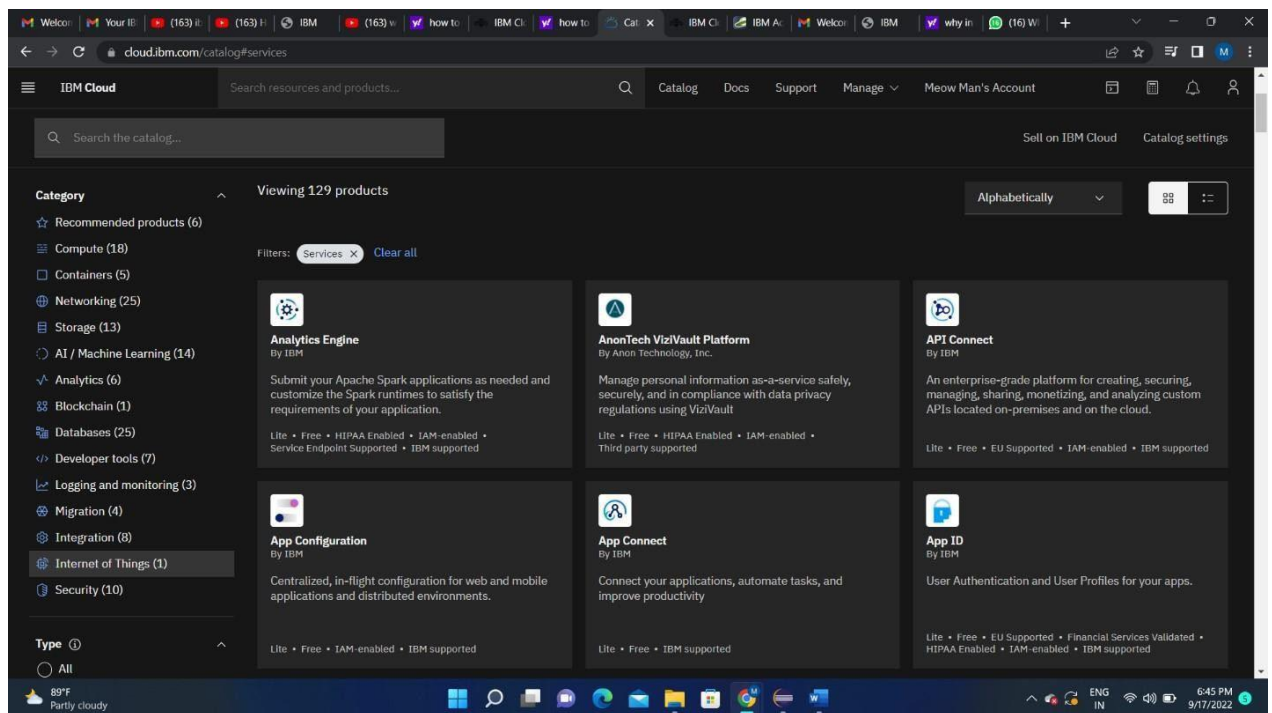 Welcom
Your IB
(163) ib
(163) H
IBM
(163) w
how to
IBM Cl
how to
Cat
IBM Cl
IBM Ac
Welcor
IBM
why in
(16) W
cloud.ibm.com/catalog#services
M
IBM Cloud
Search resources and products...
Catalog Docs Support Manage Meow Man's Account
Search the catalog...
Sell on IBM Cloud Catalog settings
Category
Recommended products (6)
Compute (18)
Containers (5)
Networking (25)
Storage (13)
AI / Machine Learning (14)
Analytics (6)
Blockchain (1)
Databases (25)
Developer tools (7)
Logging and monitoring (3)
Migration (4)
Integration (8)
Internet of Things (1)
Security (10)
Type
All
Viewing 129 products
Alphabetically
Filters: Services Clear all
Analytics Engine
By IBM
Submit your Apache Spark applications as needed and
customize the Spark runtimes to satisfy the
requirements of your application.
Lite • Free • HIPAA Enabled • IAM-enabled •
Service Endpoint Supported • IBM supported
AnonTech ViziVault Platform
By Anon Technology, Inc.
Manage personal information as-a-service safely,
securely, and in compliance with data privacy
regulations using ViziVault
Lite • Free • HIPAA Enabled • IAM-enabled •
Third party supported
API Connect
By IBM
An enterprise-grade platform for creating, securing,
managing, sharing, monetizing, and analyzing custom
APIs located on-premises and on the cloud.
Lite • Free • EU Supported • IAM-enabled • IBM supported
App Configuration
By IBM
Centralized, in-flight configuration for web and mobile
applications and distributed environments.
Lite • Free • IAM-enabled • IBM supported
App Connect
By IBM
Connect your applications, automate tasks, and
improve productivity
Lite • Free • IBM supported
App ID
By IBM
User Authentication and User Profiles for your apps.
Lite • Free • EU Supported • Financial Services Validated •
HIPAA Enabled • IAM-enabled • IBM supported
89°F
Partly cloudy
ENG
IN
6:45 PM
9/17/2022